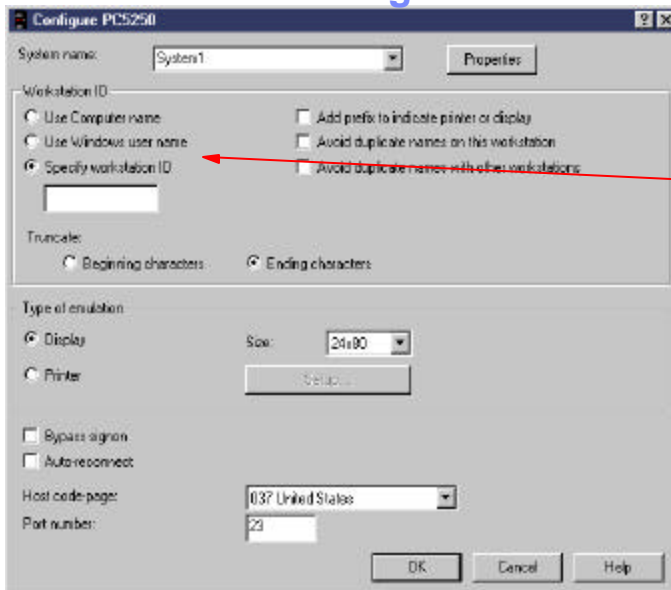 Configure PC5250
System name: System1 Properties
Workstation ID
Use Computer name Add prefix to indicate printer or display
Use Windows user name Avoid duplicate names on this workstation
Specify workstation ID Avoid duplicate names with other workstations
Truncate:
Beginning characters Ending characters
Type of emulation
Display Size: 24x80
Printer Setup...
Bypass signon
Auto-reconnect
Host code-page: 037 United States
Port number: 23
OK Cancel Help